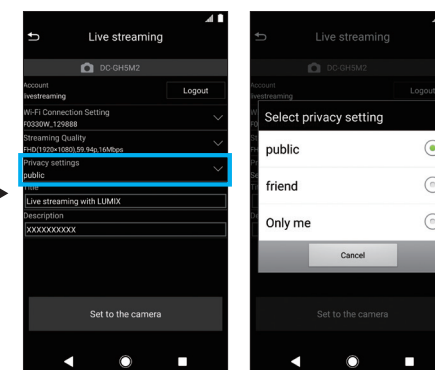 Live streaming
DC-GH5M2
Account
livestreaming
Logout
Wi-Fi Connection Setting
F0330W_129888
Streaming Quality
FHD(1920×1080),59.94p,16Mbps
Privacy settings
public
Title
Live streaming with LUMIX
Description
XXXXXXXXXX
Set to the camera
Live streaming
DC-GH5M2
Account
livestreaming
Logout
Select privacy setting
public
friend
Only me
Cancel
Set to the camera